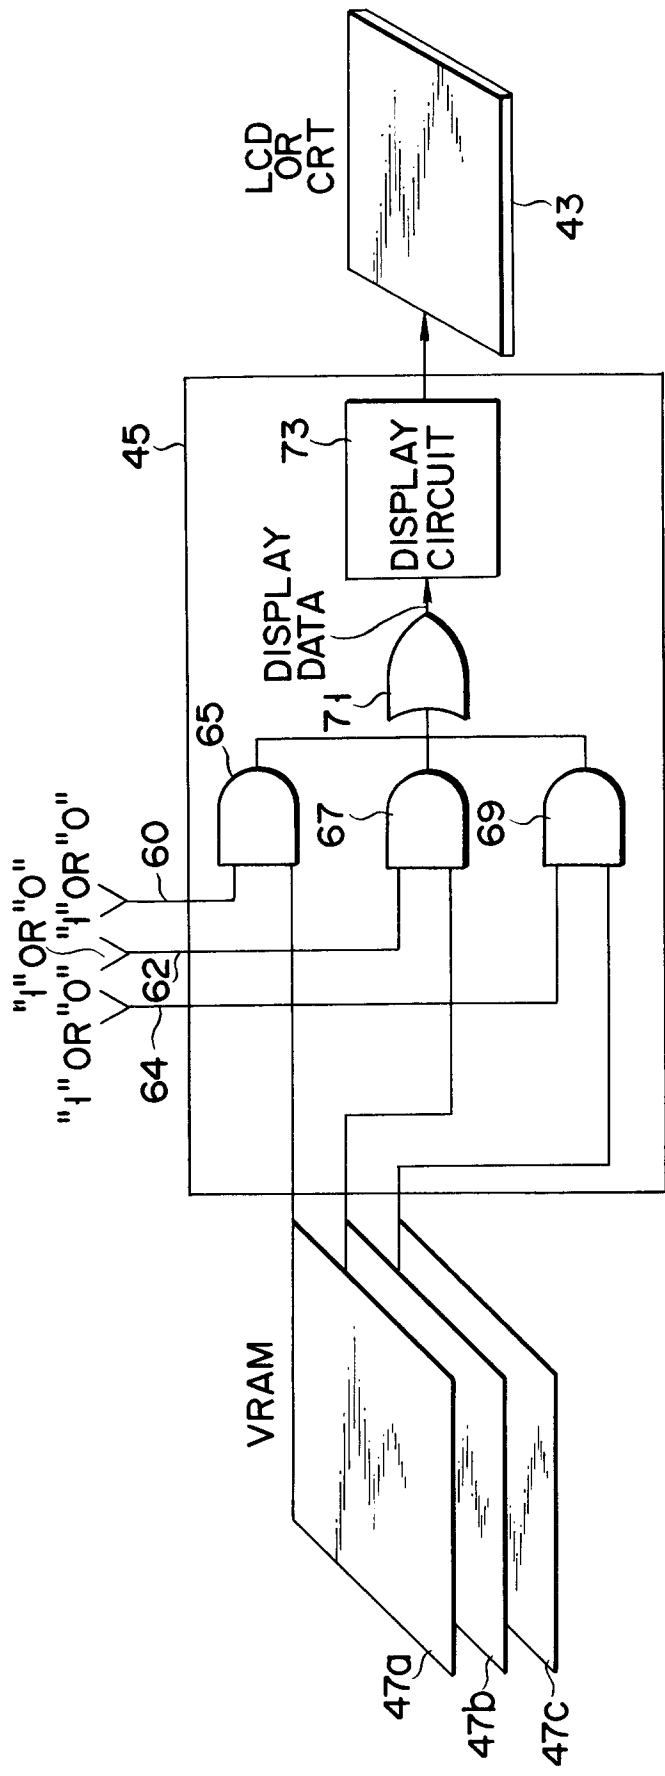 "1" OR "0"
"1" OR "0"
"1" OR "0"
64
62
60
45
65
VRAM
LCD
OR
CRT
DISPLAY
DATA
73
67
71
DISPLAY
CIRCUIT
69
43
47a
47b
47c